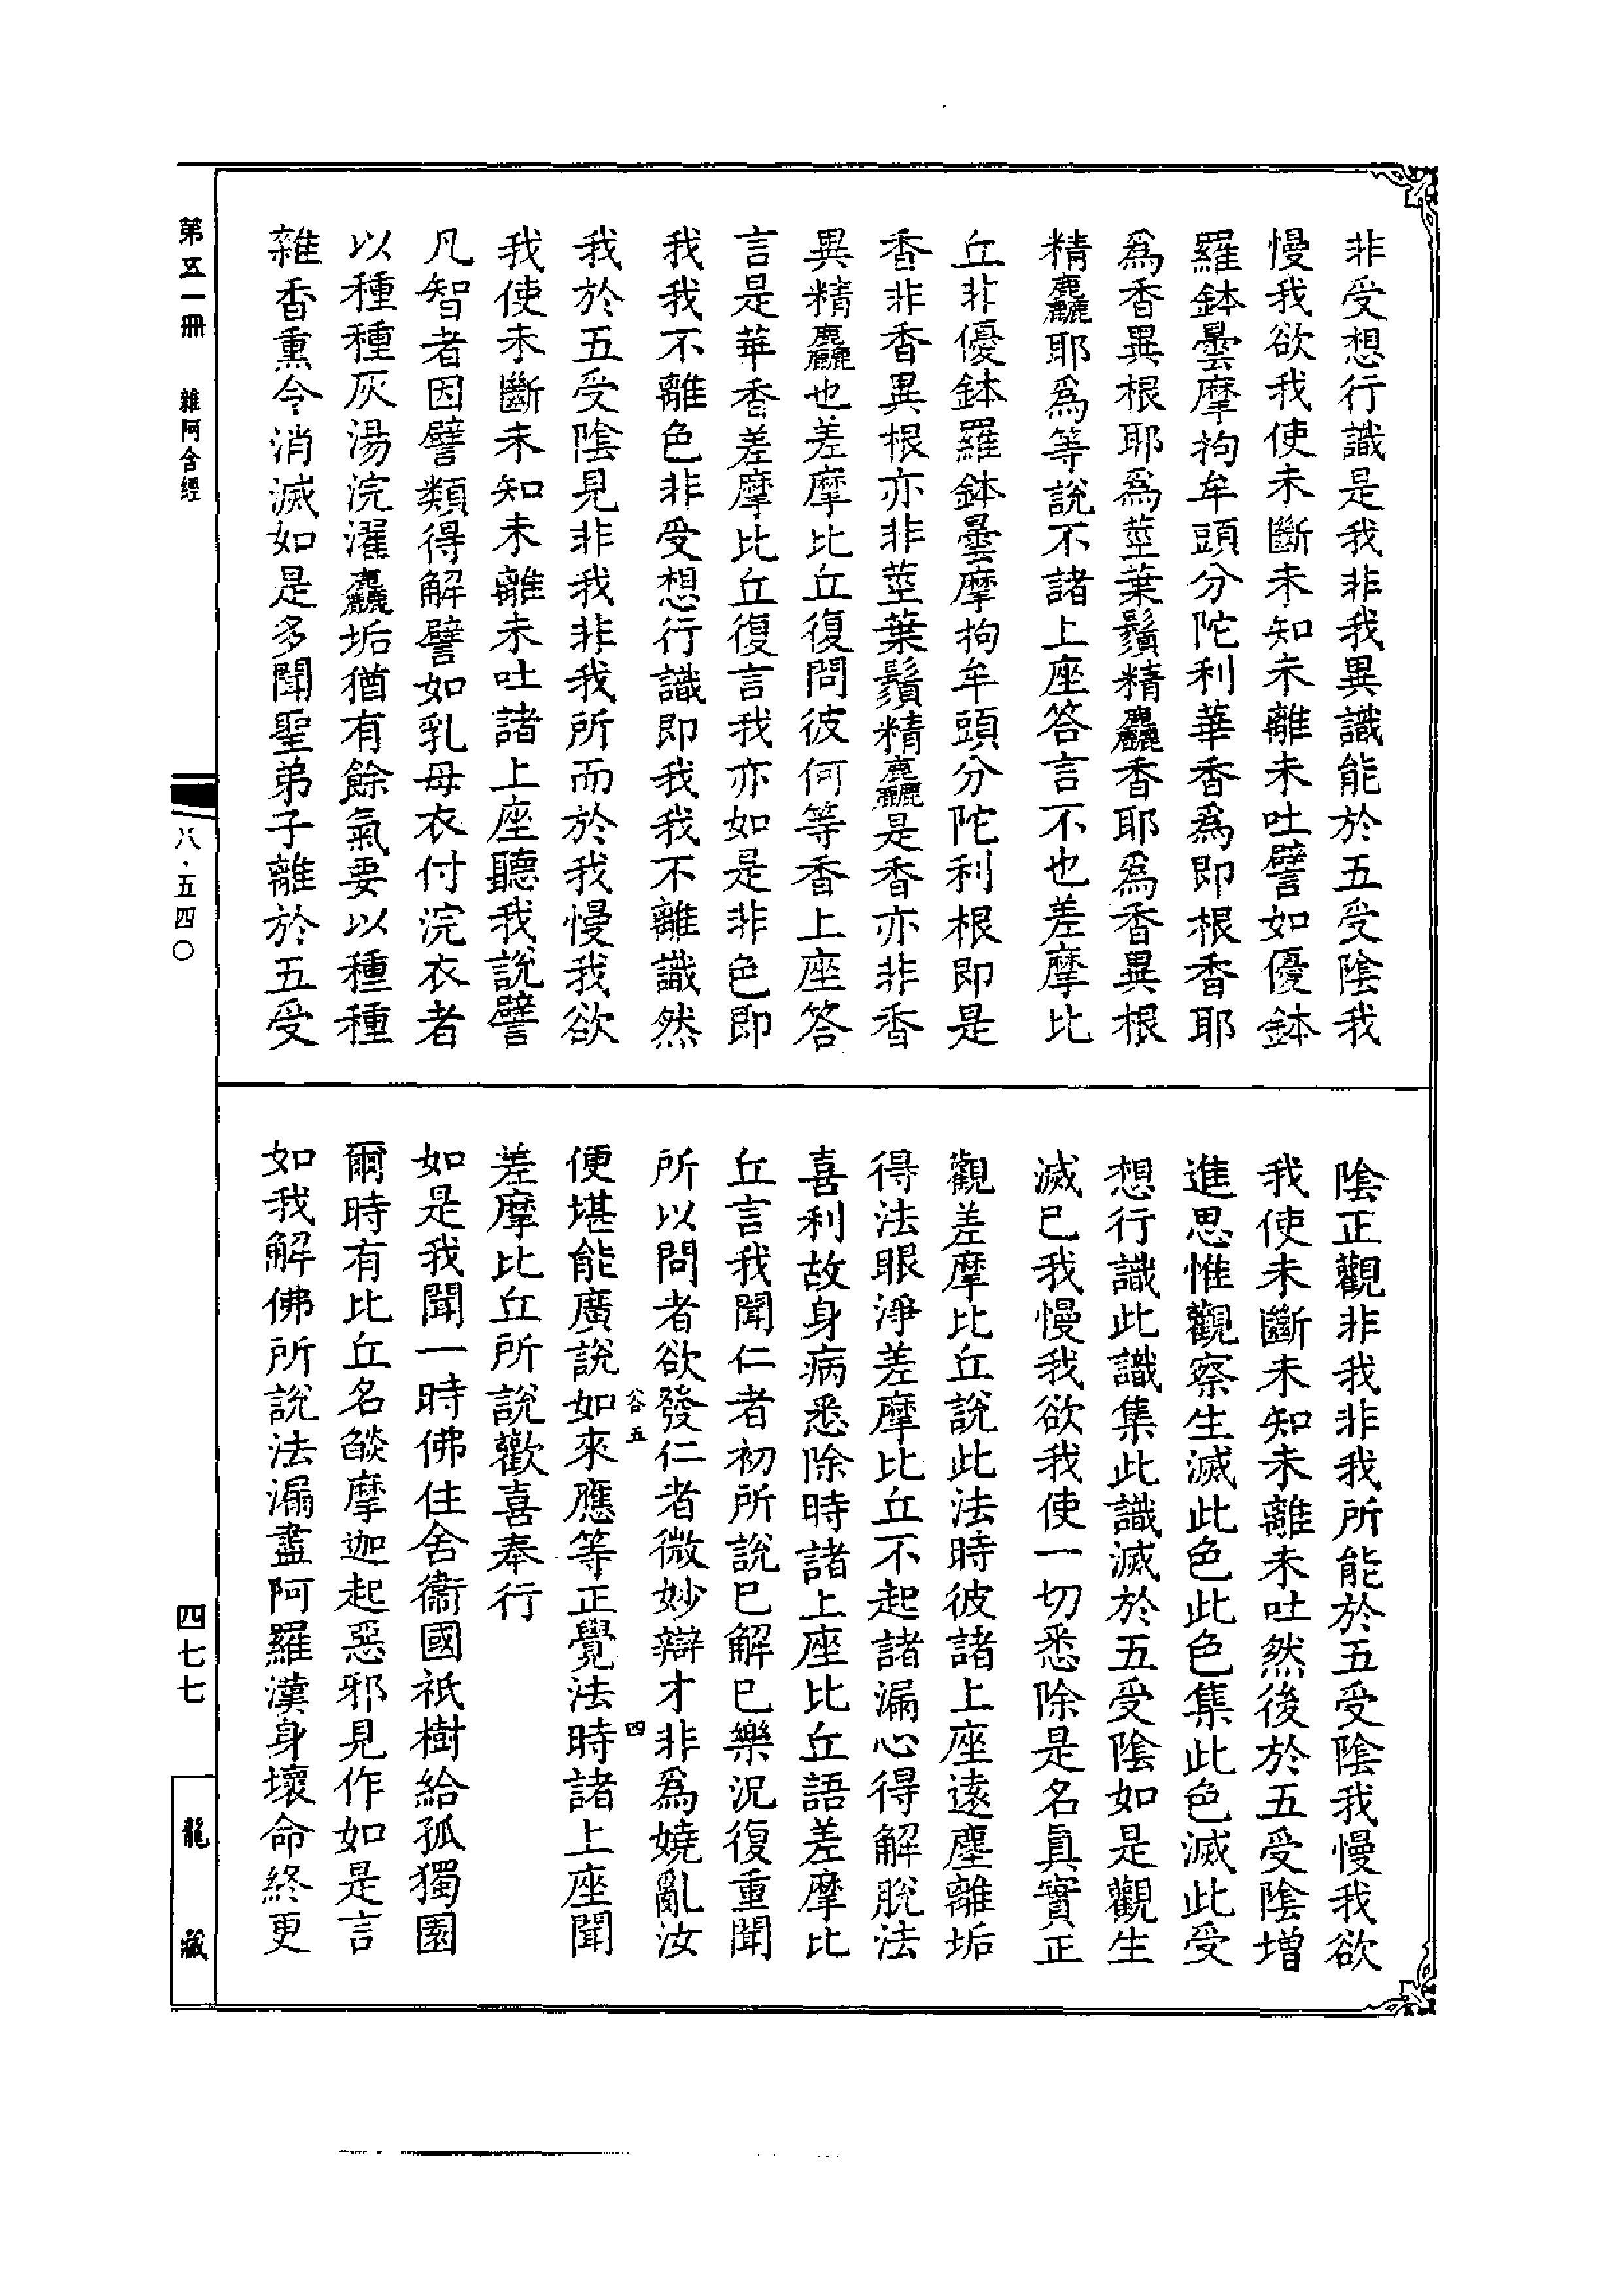 非受想行識是我非我異識能於五受陰我
慢我欲我使未斷未知未離未吐譬如優鉢
羅鉢曇摩拘牟頭分陀利華香為即根香耶
為香異根耶為莖葉鬚精麤香耶為香異根
精麤耶為等說不諸上座答言不也差摩比
丘非優鉢羅鉢曇摩拘牟頭分陀利根即是
香非香異根亦非莖葉鬚精麤是香亦非香
異精麤也差摩比丘復問彼何等香上座答
言是華香差摩比丘復言我亦如是非色即
我我不離色非受想行識即我我不離識然
我於五受陰見非我非我所而於我慢我欲
我使未斷未知未離未吐諸上座聽我說譬
凡智者因譬類得解譬如乳母衣付浣衣者
以種種灰湯浣濯麤垢猶有餘氣要以種種
雜香熏令消滅如是多聞聖弟子離於五受
陰正觀非我非我所能於五受陰我慢我欲
我使未斷未知未離未吐然後於五受陰增
進思惟觀察生滅此色此色集此色滅此受
想行識此識集此識滅於五受陰如是觀生
滅已我慢我欲我使一切悉除是名真實正
觀差摩比丘說此法時彼諸上座遠塵離垢
得法眼淨差摩比丘不起諸漏心得解脫法
喜利故身病悉除時諸上座比丘語差摩比
丘言我聞仁者初所說已解已樂況復重聞
所以問者欲發仁者微妙辯才非為嬈亂汝
谷五 四
便堪能廣說如來應等正覺法時諸上座聞
差摩比丘所說歡喜奉行
如是我聞一時佛住舍衛國祇樹給孤獨園
爾時有比丘名燄摩迦起惡邪見作如是言
如我解佛所說法漏盡阿羅漢身壞命終更
第五一冊 雜阿含經 八·五四〇 四七七 龍藏